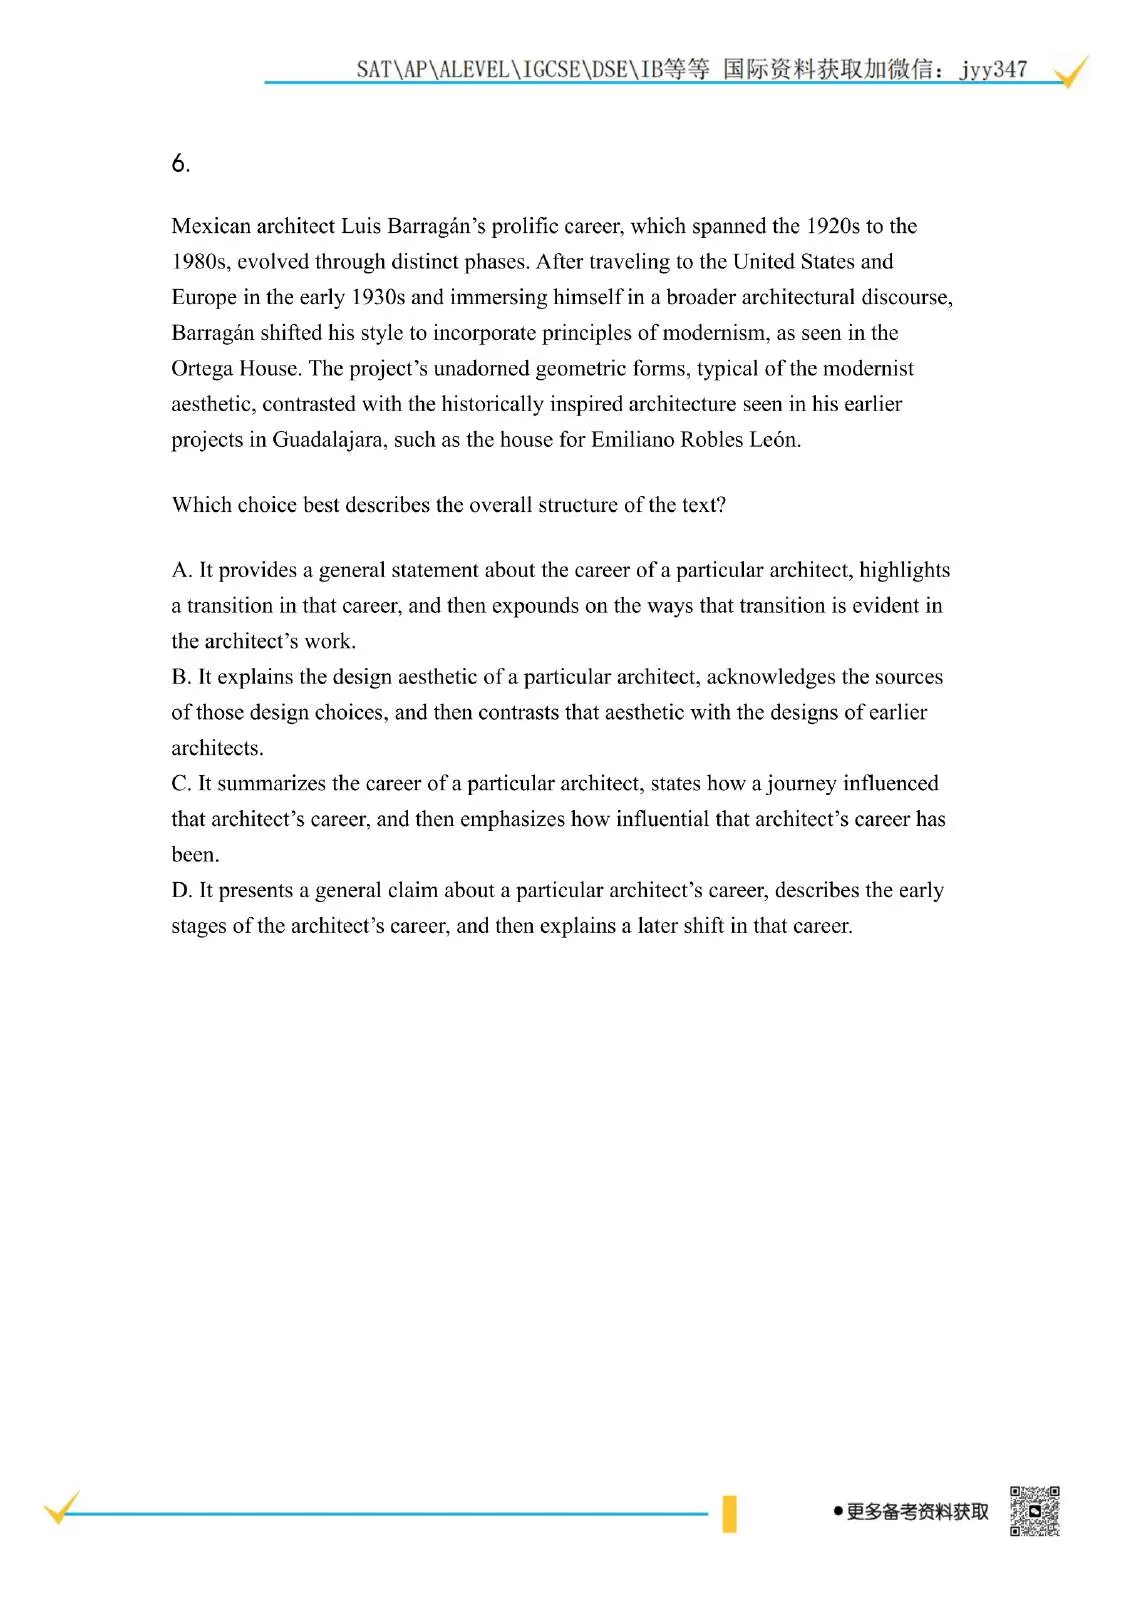 SAT\AP\ALEVEL\IGCSE\DSE\IB等等 国际资料获取加微信：jyy347
6.
Mexican architect Luis Barragán’s prolific career, which spanned the 1920s to the
1980s, evolved through distinct phases. After traveling to the United States and
Europe in the early 1930s and immersing himself in a broader architectural discourse,
Barragán shifted his style to incorporate principles of modernism, as seen in the
Ortega House. The project’s unadorned geometric forms, typical of the modernist
aesthetic, contrasted with the historically inspired architecture seen in his earlier
projects in Guadalajara, such as the house for Emiliano Robles León.
Which choice best describes the overall structure of the text?
A. It provides a general statement about the career of a particular architect, highlights
a transition in that career, and then expounds on the ways that transition is evident in
the architect’s work.
B. It explains the design aesthetic of a particular architect, acknowledges the sources
of those design choices, and then contrasts that aesthetic with the designs of earlier
architects.
C. It summarizes the career of a particular architect, states how a journey influenced
that architect’s career, and then emphasizes how influential that architect’s career has
been.
D. It presents a general claim about a particular architect’s career, describes the early
stages of the architect’s career, and then explains a later shift in that career.
●更多备考资料获取